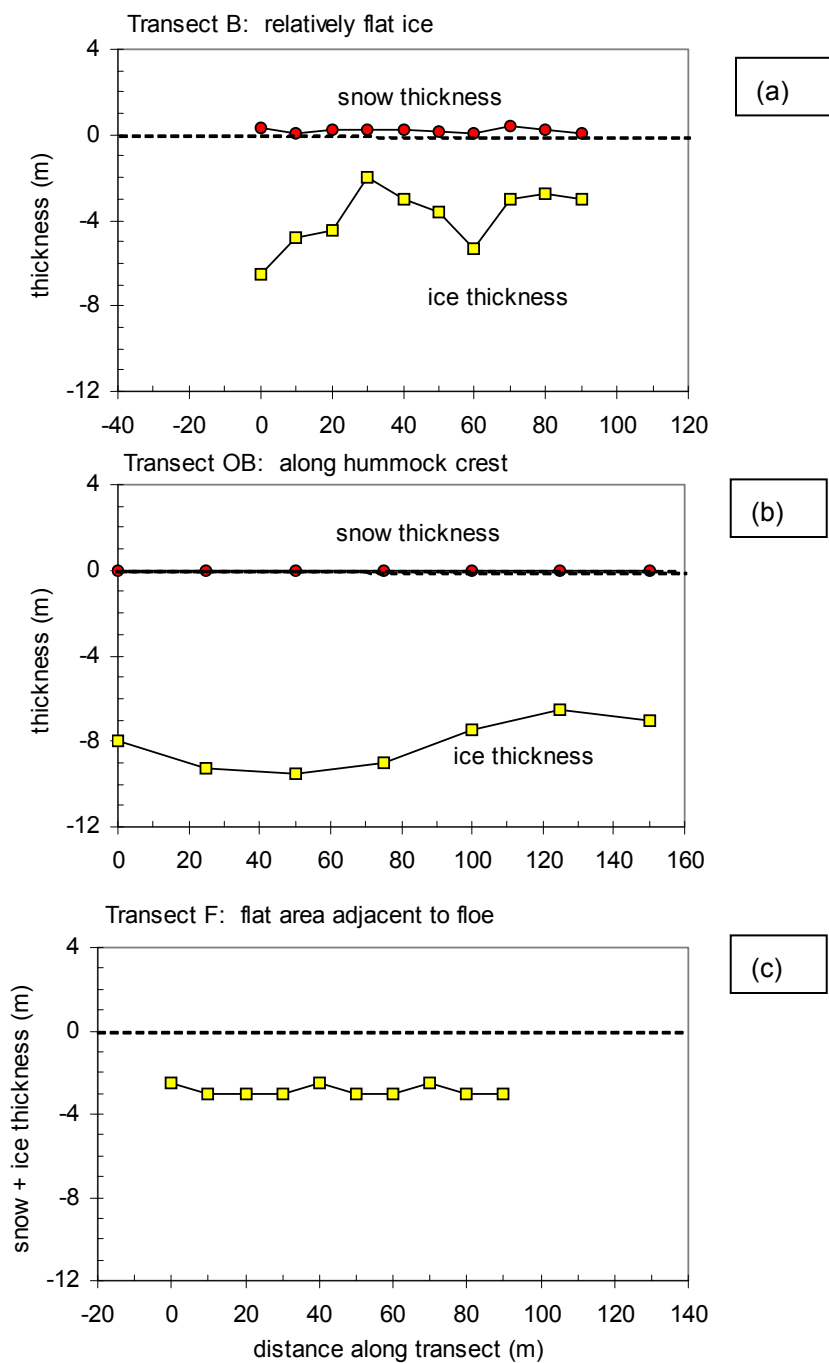 Transect B: relatively flat ice
(a)
4
0
-4
-8
-12
thickness (m)
snow thickness
ice thickness
-40 -20 0 20 40 60 80 100 120
Transect OB: along hummock crest
(b)
4
0
-4
-8
-12
thickness (m)
snow thickness
ice thickness
0 20 40 60 80 100 120 140 160
Transect F: flat area adjacent to floe
(c)
4
0
-4
-8
-12
snow + ice thickness (m)
-20 0 20 40 60 80 100 120 140
distance along transect (m)